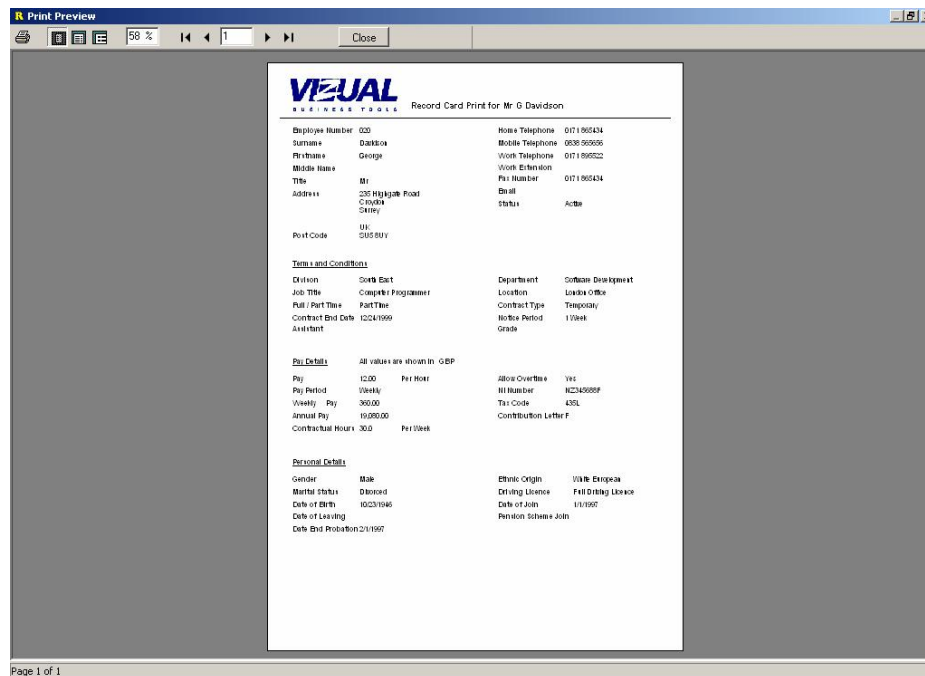 R Print Preview
58 % 1 Close
VIZUAL
BUSINESS TOOLS
Record Card Print for Mr G Davidson
Employee Number 020 Home Telephone 0171 865434
Surname Davidson Mobile Telephone 0838 565656
Firstname George Work Telephone 0171 895522
Middle Name Work Extension
Title Mr Fax Number 0171 865434
Address 235 Highgate Road Email
Croydon Status Active
Surrey
UK
Post Code SU5 8UY
Terms and Conditions
Divison South East Department Software Development
Job Title Computer Programmer Location London Office
Full / Part Time Part Time Contract Type Temporary
Contract End Date 12/24/1999 Notice Period 1 Week
Assistant Grade
Pay Details All values are shown in GBP
Pay 12.00 Per Hour Allow Overtime Yes
Pay Period Weekly NI Number NZ345688F
Weekly Pay 360.00 Tax Code 435L
Annual Pay 19,080.00 Contribution Letter F
Contractual Hours 30.0 Per Week
Personal Details
Gender Male Ethnic Origin White European
Marital Status Divorced Driving Licence Full Driving Licence
Date of Birth 10/23/1946 Date of Join 1/1/1997
Date of Leaving Pension Scheme Join
Date End Probation 2/1/1997
Page 1 of 1